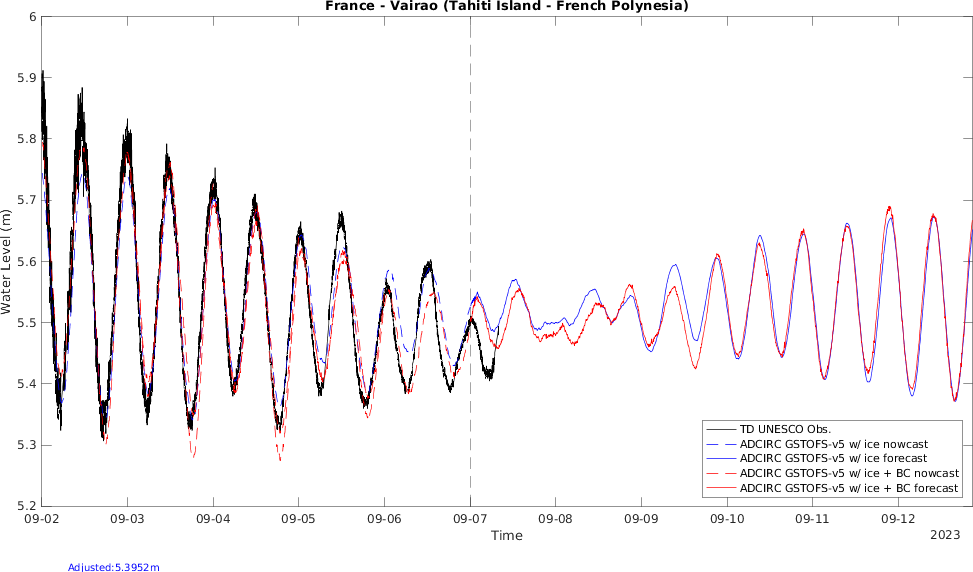 France - Vairao (Tahiti Island - French Polynesia)
6
5.9
5.8
5.7
5.6
5.5
5.4
5.3
5.2
Water Level (m)
TD UNESCO Obs.
ADCIRC GSTOFS-v5 w/ ice nowcast
ADCIRC GSTOFS-v5 w/ ice forecast
ADCIRC GSTOFS-v5 w/ ice + BC nowcast
ADCIRC GSTOFS-v5 w/ ice + BC forecast
09-02 09-03 09-04 09-05 09-06 09-07 09-08 09-09 09-10 09-11 09-12
Time
2023
Adjusted:5.3952m